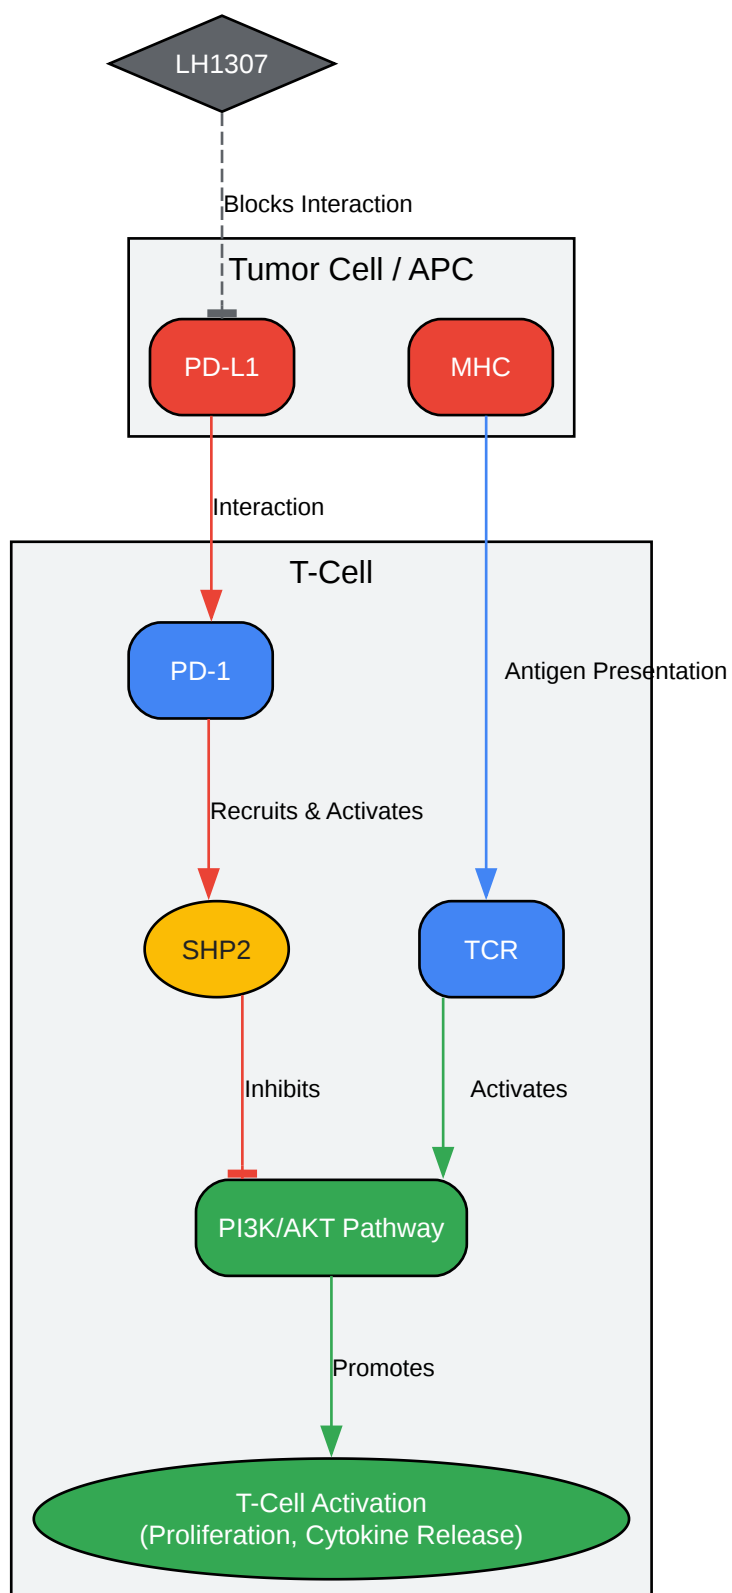 LH1307
Blocks Interaction
Tumor Cell / APC
PD-L1
MHC
Interaction
T-Cell
PD-1
Antigen Presentation
Recruits & Activates
SHP2
TCR
Inhibits
Activates
PI3K/AKT Pathway
Promotes
T-Cell Activation
(Proliferation, Cytokine Release)